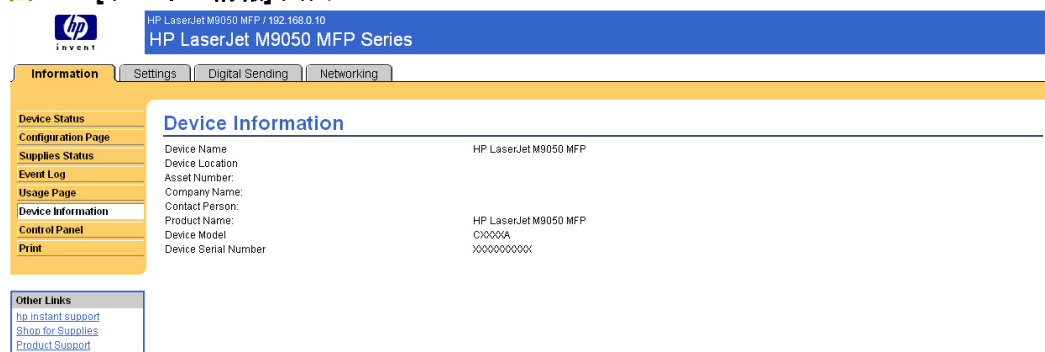 hp
invent
HP LaserJet M9050 MFP / 192.168.0.10
HP LaserJet M9050 MFP Series
Information
Settings
Digital Sending
Networking
Device Status
Configuration Page
Supplies Status
Event Log
Usage Page
Device Information
Control Panel
Print
Device Information
Device Name HP LaserJet M9050 MFP
Device Location
Asset Number:
Company Name:
Contact Person:
Product Name: HP LaserJet M9050 MFP
Device Model CXXXXA
Device Serial Number XXXXXXXXXX
Other Links
hp instant support
Shop for Supplies
Product Support